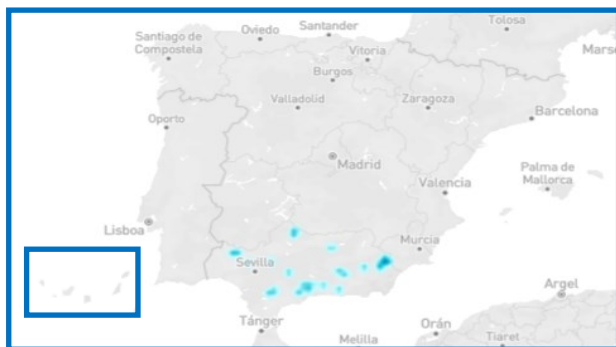 Tolosa
Santander
Oviedo
Santiago de
Compostela
Vitoria
Marse
Burgos
Valladolid
Zaragoza
Barcelona
Oporto
Madrid
Palma de
Mallorca
Valencia
Lisboa
Murcia
Sevilla
Argel
Tánger
Orán
Melilla
Tiarel